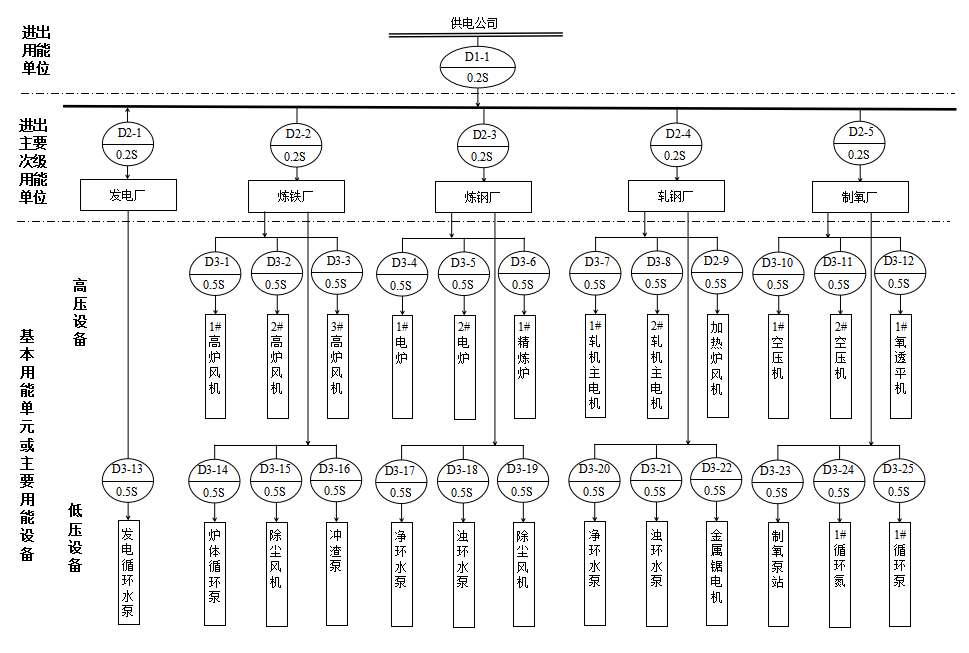 供电公司
进出
用能
单位
D1-1
0.2S
进出
主要
次级
用能
单位
D2-1
0.2S
D2-2
0.2S
D2-3
0.2S
D2-4
0.2S
D2-5
0.2S
发电厂
炼铁厂
炼钢厂
轧钢厂
制氧厂
基本用能单元或主要用能设备
高压设备
D3-1
0.5S
D3-2
0.5S
D3-3
0.5S
D3-4
0.5S
D3-5
0.5S
D3-6
0.5S
D3-7
0.5S
D3-8
0.5S
D2-9
0.5S
D3-10
0.5S
D3-11
0.5S
D3-12
0.5S
1#高炉风机
2#高炉风机
3#高炉风机
1#电炉
2#电炉
1#精炼炉
1#轧机主电机
2#轧机主电机
加热炉风机
1#空压机
2#空压机
1#氧透平机
低压设备
D3-13
0.5S
D3-14
0.5S
D3-15
0.5S
D3-16
0.5S
D3-17
0.5S
D3-18
0.5S
D3-19
0.5S
D3-20
0.5S
D3-21
0.5S
D3-22
0.5S
D3-23
0.5S
D3-24
0.5S
D3-25
0.5S
发电循环水泵
炉体循环泵
除尘风机
冲渣泵
净环水泵
浊环水泵
除尘风机
净环水泵
浊环水泵
金属锯电机
制氧泵站
1#循环氮
1#循环泵